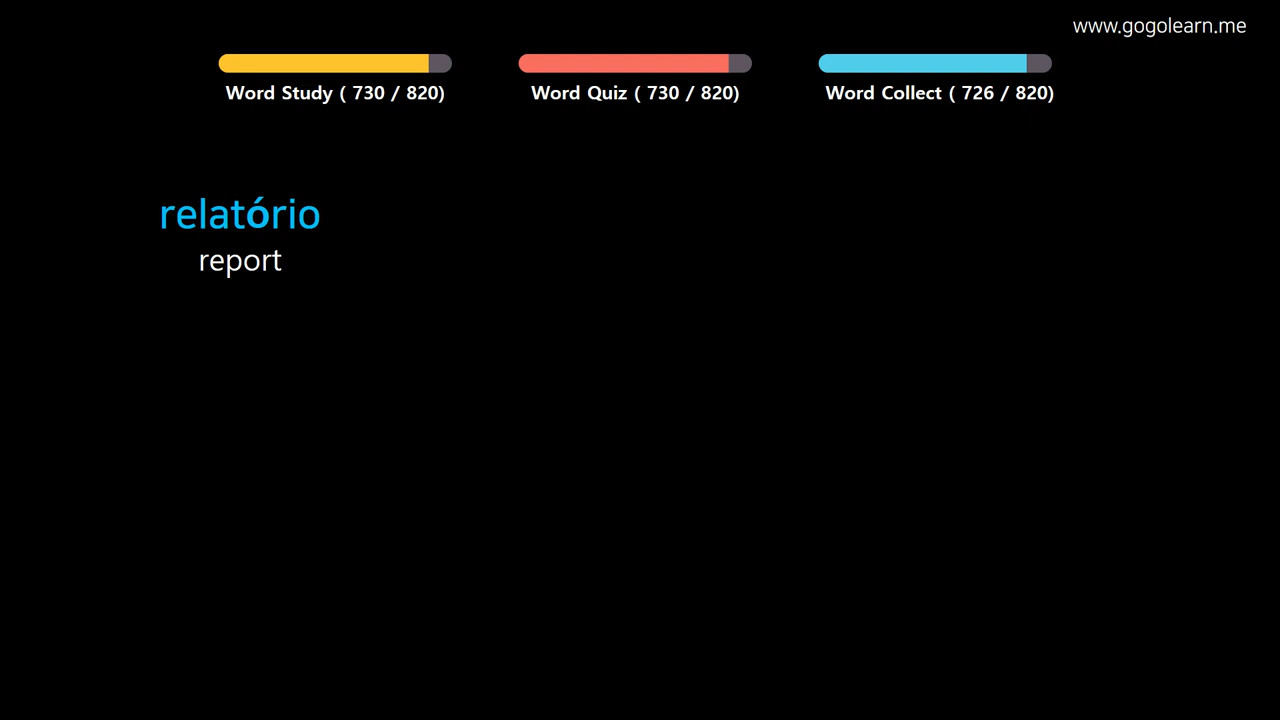 www.gogolearn.me
Word Study ( 730 / 820)
Word Quiz ( 730 / 820)
Word Collect ( 726 / 820)
relatório
report